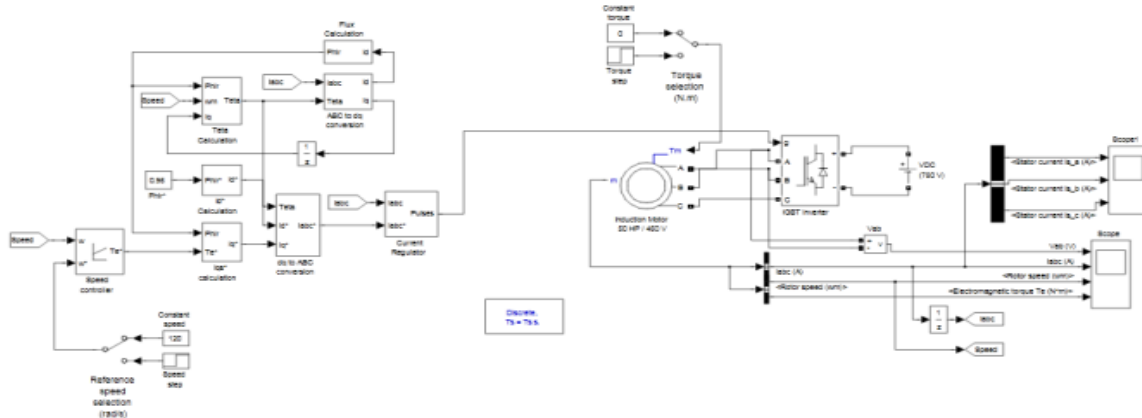 Flux
Calculation
Phir
Id
Iabc
Id
Teta
Iq
ABC to dq
conversion
Phir
Speed
wm
Teta
Iq
Teta
Calculation
1
z
0.96
Phir*
Phir*
Id*
Id*
Calculation
Phir
Iq*
Te*
iqs*
calculation
Teta
Id*
Iabc*
Iq*
dq to ABC
conversion
Iabc
Iabc
Iabc*
Pulses
Current
Regulator
Speed
w
w*
Te*
Speed
controller
Constant
speed
120
Speed
step
Reference
speed
selection
(rad/s)
Discrete,
Constant
torque
0
Torque
step
Torque
selection
(N.m)
Tm
m
A
B
C
Induction Motor
50 HP / 460 V
g
A
B
C
+
-
IGBT Inverter
VDC
(780 V)
Vab
+
-
v
Iabc (A)
<Rotor speed (wm)>
Scope1
<Stator current is_a (A)>
<Stator current is_b (A)>
<Stator current is_c (A)>
Scope
Vab (V)
Iabc (A)
<Rotor speed (wm)>
<Electromagnetic torque Te (N*m)>
1
z
Iabc
Speed